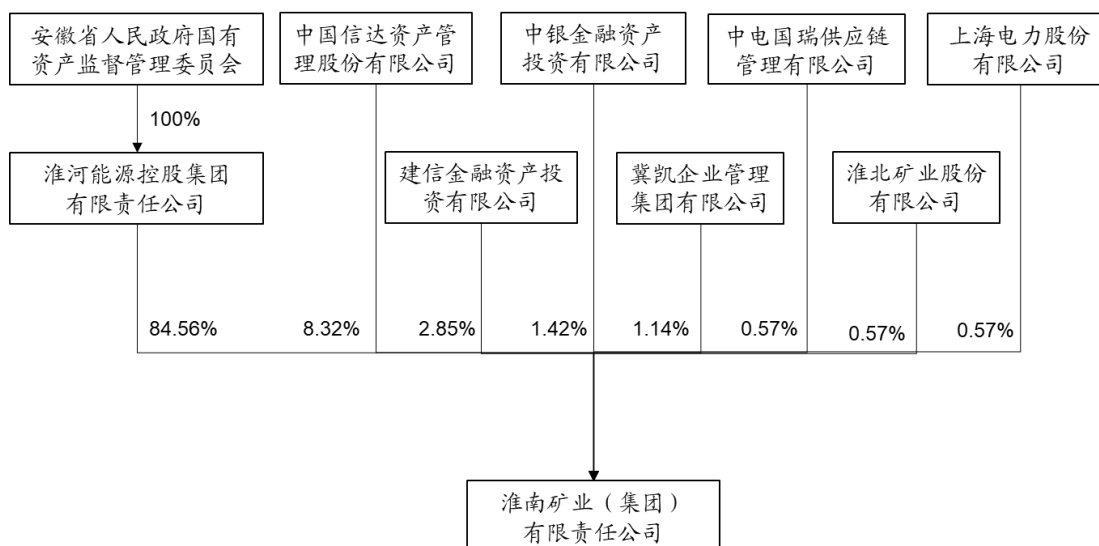 安徽省人民政府国有
资产监督管理委员会
中国信达资产管
理股份有限公司
中银金融资产
投资有限公司
中电国瑞供应链
管理有限公司
上海电力股份
有限公司
100%
淮河能源控股集团
有限责任公司
建信金融资产投
资有限公司
冀凯企业管理
集团有限公司
淮北矿业股份
有限公司
84.56%
8.32%
2.85%
1.42%
1.14%
0.57%
0.57%
0.57%
淮南矿业（集团）
有限责任公司